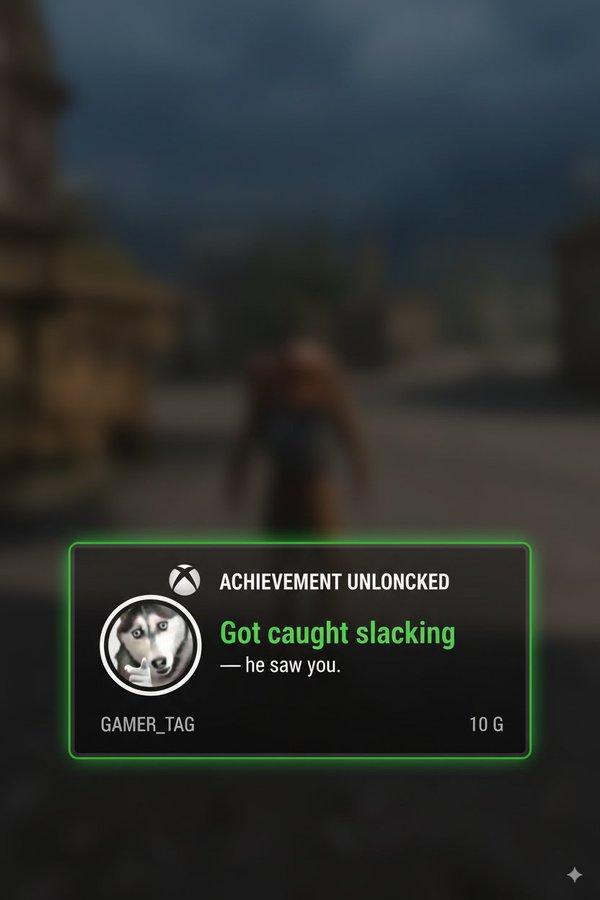 ACHIEVEMENT UNLONCKED
Got caught slacking
— he saw you.
GAMER_TAG
10 G